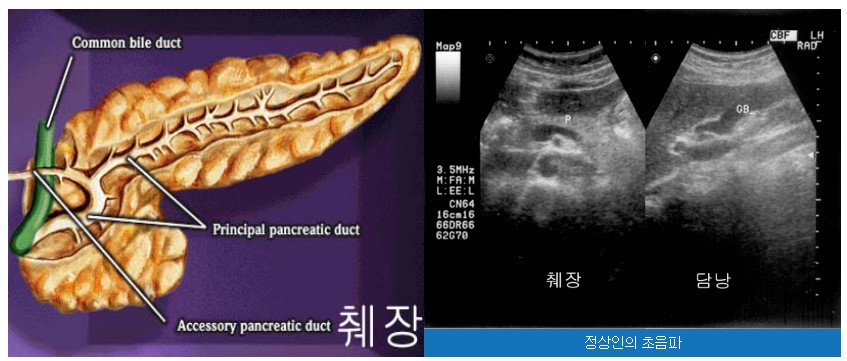 Common bile duct
Principal pancreatic duct
Accessory pancreatic duct
췌장
CBF
LH
RAD
Map9
P
GB
3.5MHz
M:FA:M
L:EE:L
CN64
16cm16
66DR66
62G70
췌장
담낭
정상인의 초음파